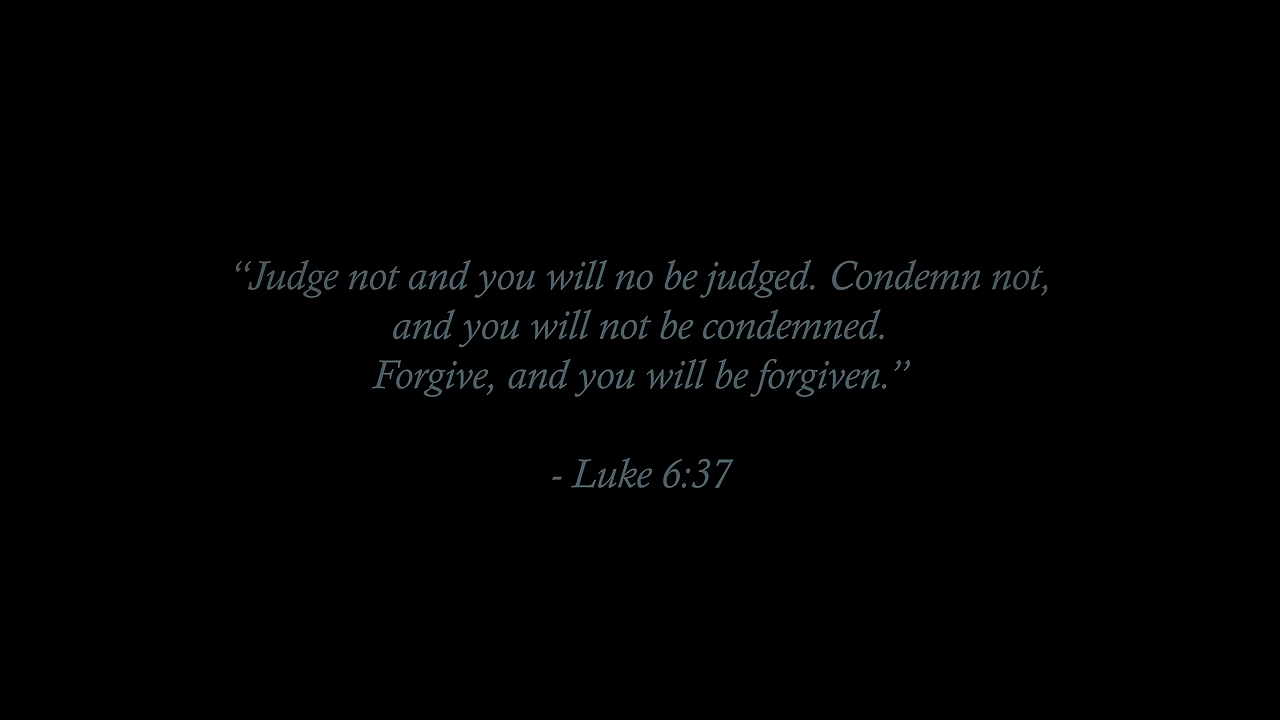 “Judge not and you will no be judged. Condemn not,
and you will not be condemned.
Forgive, and you will be forgiven.”
- Luke 6:37